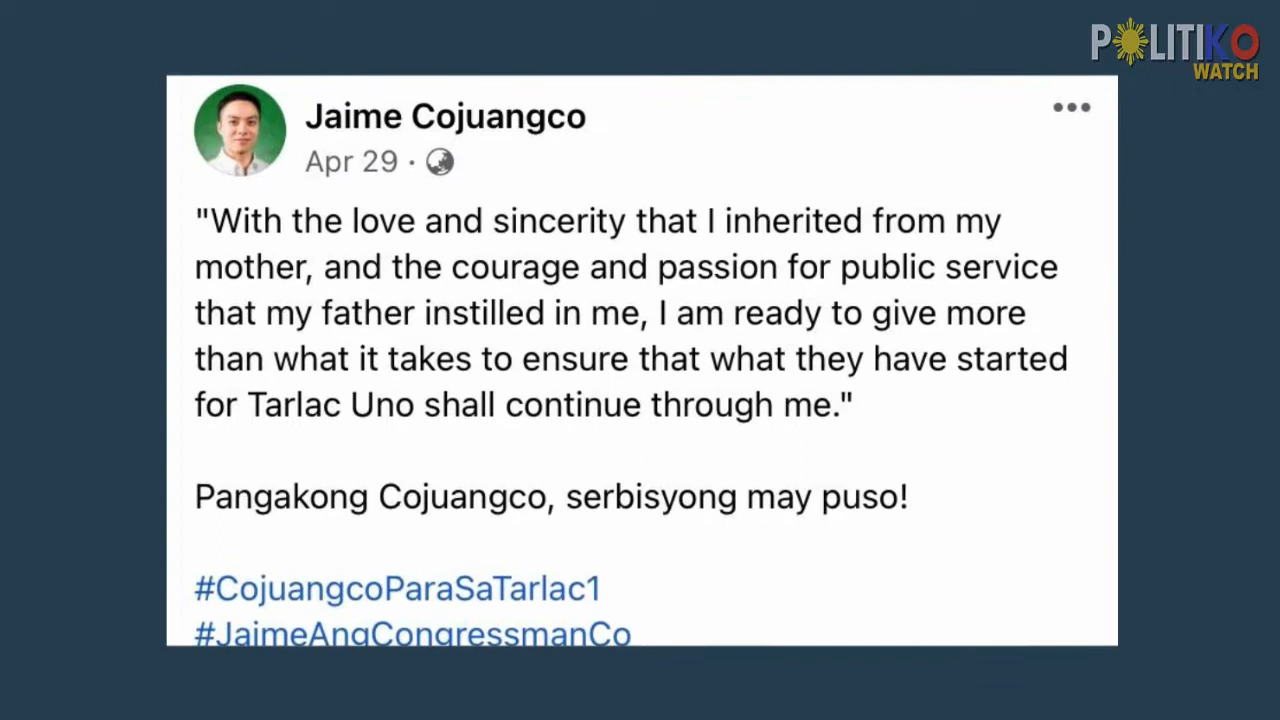 POLITIKO
WATCH
Jaime Cojuangco
Apr 29 ·
"With the love and sincerity that I inherited from my
mother, and the courage and passion for public service
that my father instilled in me, I am ready to give more
than what it takes to ensure that what they have started
for Tarlac Uno shall continue through me."
Pangakong Cojuangco, serbisyong may puso!
#CojuangcoParaSaTarlac1
#JaimeAngCongressmanCo